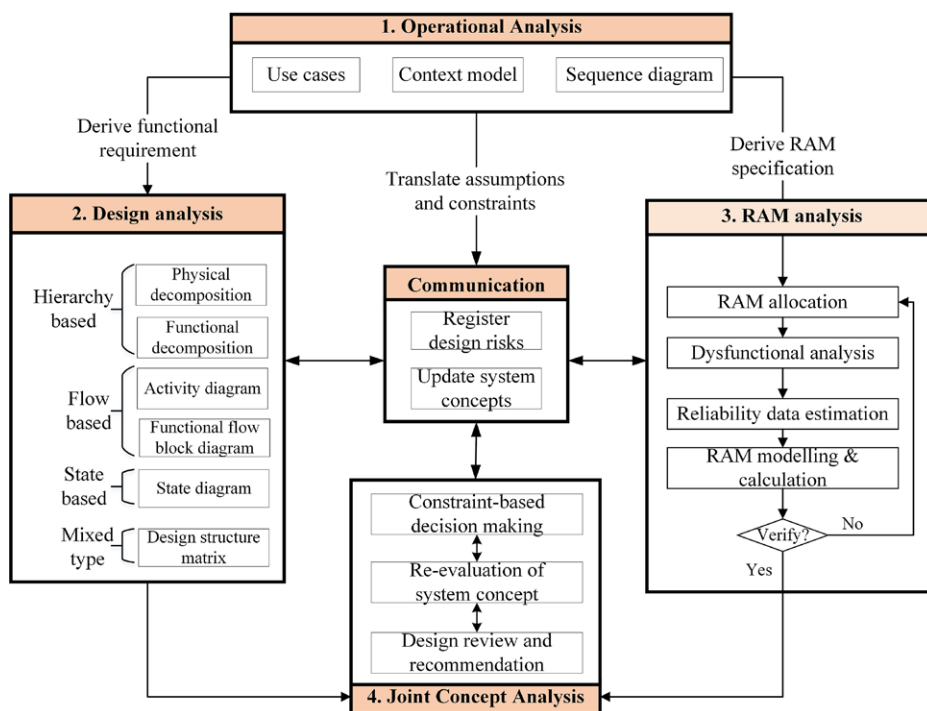 1. Operational Analysis
Use cases
Context model
Sequence diagram
Derive functional
requirement
Translate assumptions
and constraints
Derive RAM
specification
2. Design analysis
Hierarchy
based
Physical
decomposition
Functional
decomposition
Flow
based
Activity diagram
Functional flow
block diagram
State
based
State diagram
Mixed
type
Design structure
matrix
Communication
Register
design risks
Update system
concepts
3. RAM analysis
RAM allocation
Dysfunctional analysis
Reliability data estimation
RAM modelling &
calculation
Verify?
No
Yes
Constraint-based
decision making
Re-evaluation of
system concept
Design review and
recommendation
4. Joint Concept Analysis